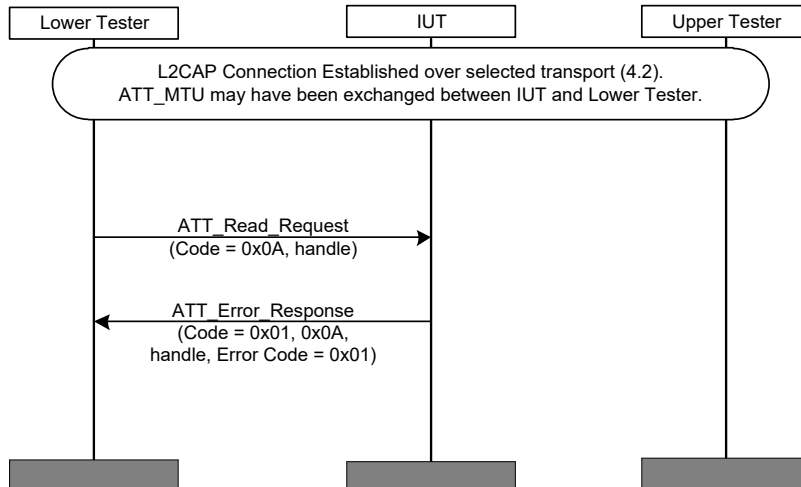 Lower Tester
IUT
Upper Tester
L2CAP Connection Established over selected transport (4.2).
ATT_MTU may have been exchanged between IUT and Lower Tester.
ATT_Read_Request
(Code = 0x0A, handle)
ATT_Error_Response
(Code = 0x01, 0x0A,
handle, Error Code = 0x01)